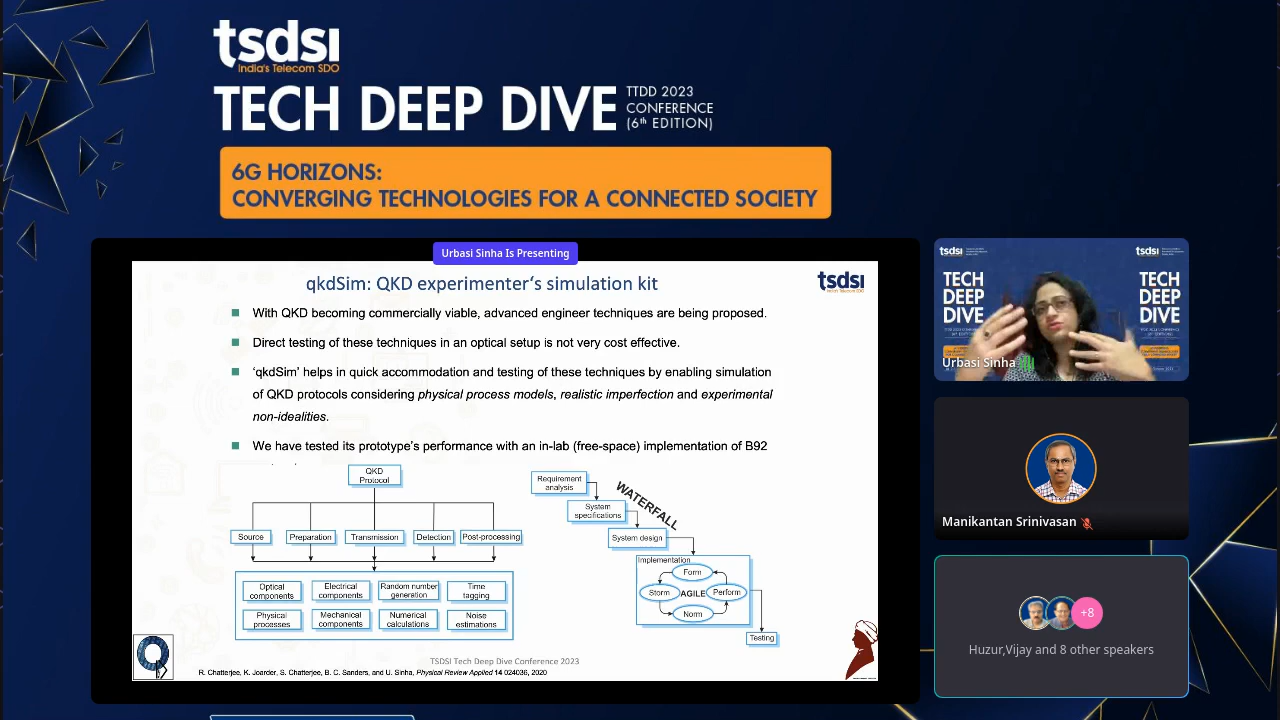 tsdsi
India's Telecom SDO
TECH DEEP DIVE
TTDD 2023
CONFERENCE
(6th EDITION)
6G HORIZONS:
CONVERGING TECHNOLOGIES FOR A CONNECTED SOCIETY
Urbasi Sinha Is Presenting
qkdSim: QKD experimenter's simulation kit
tsdsi
India's Telecom SDO
With QKD becoming commercially viable, advanced engineer techniques are being proposed.
Direct testing of these techniques in an optical setup is not very cost effective.
'qkdSim' helps in quick accommodation and testing of these techniques by enabling simulation
of QKD protocols considering physical process models, realistic imperfection and experimental
non-idealities.
We have tested its prototype's performance with an in-lab (free-space) implementation of B92
QKD
Protocol
Source
Preparation
Transmission
Detection
Post-processing
Optical
components
Electrical
components
Random number
generation
Time
tagging
Physical
processes
Mechanical
components
Numerical
calculations
Noise
estimations
Requirement
analysis
WATERFALL
System
specifications
System design
Implementation
Form
Storm
AGILE
Perform
Norm
Testing
TSDSI Tech Deep Dive Conference 2023
R. Chatterjee, K. Joarder, S. Chatterjee, B. C. Sanders, and U. Sinha, Physical Review Applied 14 024036, 2020
tsdsi
tsdsi
TECH
DEEP
DIVE
TECH
DEEP
DIVE
Urbasi Sinha
Manikantan Srinivasan
+8
Huzur,Vijay and 8 other speakers